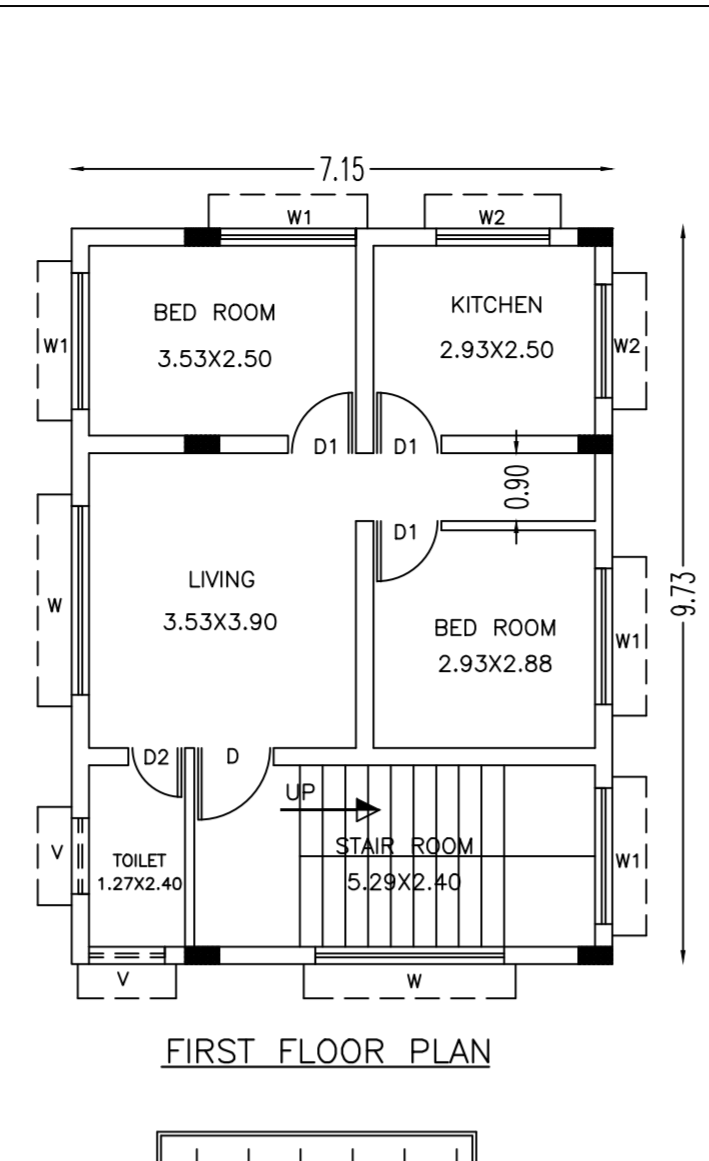 7.15
W1
W2
BED ROOM
3.53X2.50
KITCHEN
2.93X2.50
W1
W2
D1
D1
0.90
D1
LIVING
3.53X3.90
W
BED ROOM
2.93X2.88
W1
9.73
D2
D
UP
STAIR ROOM
5.29X2.40
TOILET
1.27X2.40
V
W1
V
W
FIRST FLOOR PLAN